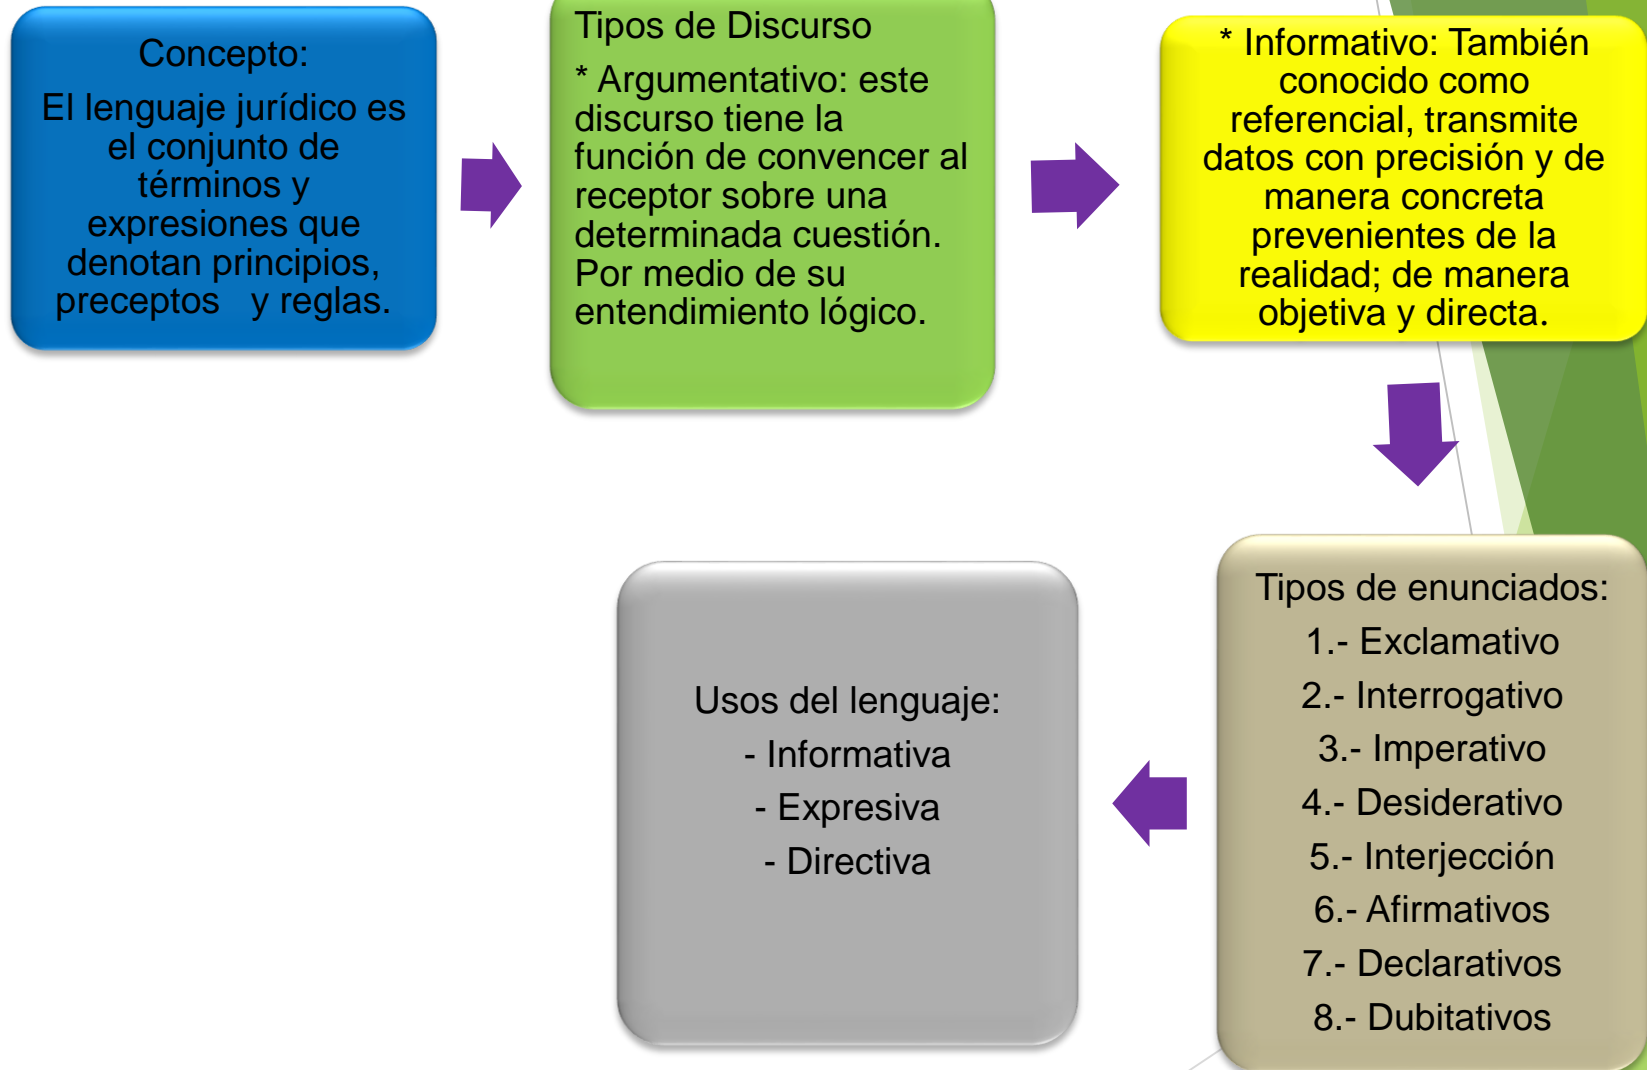 Concepto:
El lenguaje jurídico es
el conjunto de
términos y
expresiones que
denotan principios,
preceptos y reglas.
Tipos de Discurso
* Argumentativo: este
discurso tiene la
función de convencer al
receptor sobre una
determinada cuestión.
Por medio de su
entendimiento lógico.
* Informativo: También
conocido como
referencial, transmite
datos con precisión y de
manera concreta
prevenientes de la
realidad; de manera
objetiva y directa.
Tipos de enunciados:
1.- Exclamativo
2.- Interrogativo
3.- Imperativo
4.- Desiderativo
5.- Interjección
6.- Afirmativos
7.- Declarativos
8.- Dubitativos
Usos del lenguaje:
- Informativa
- Expresiva
- Directiva